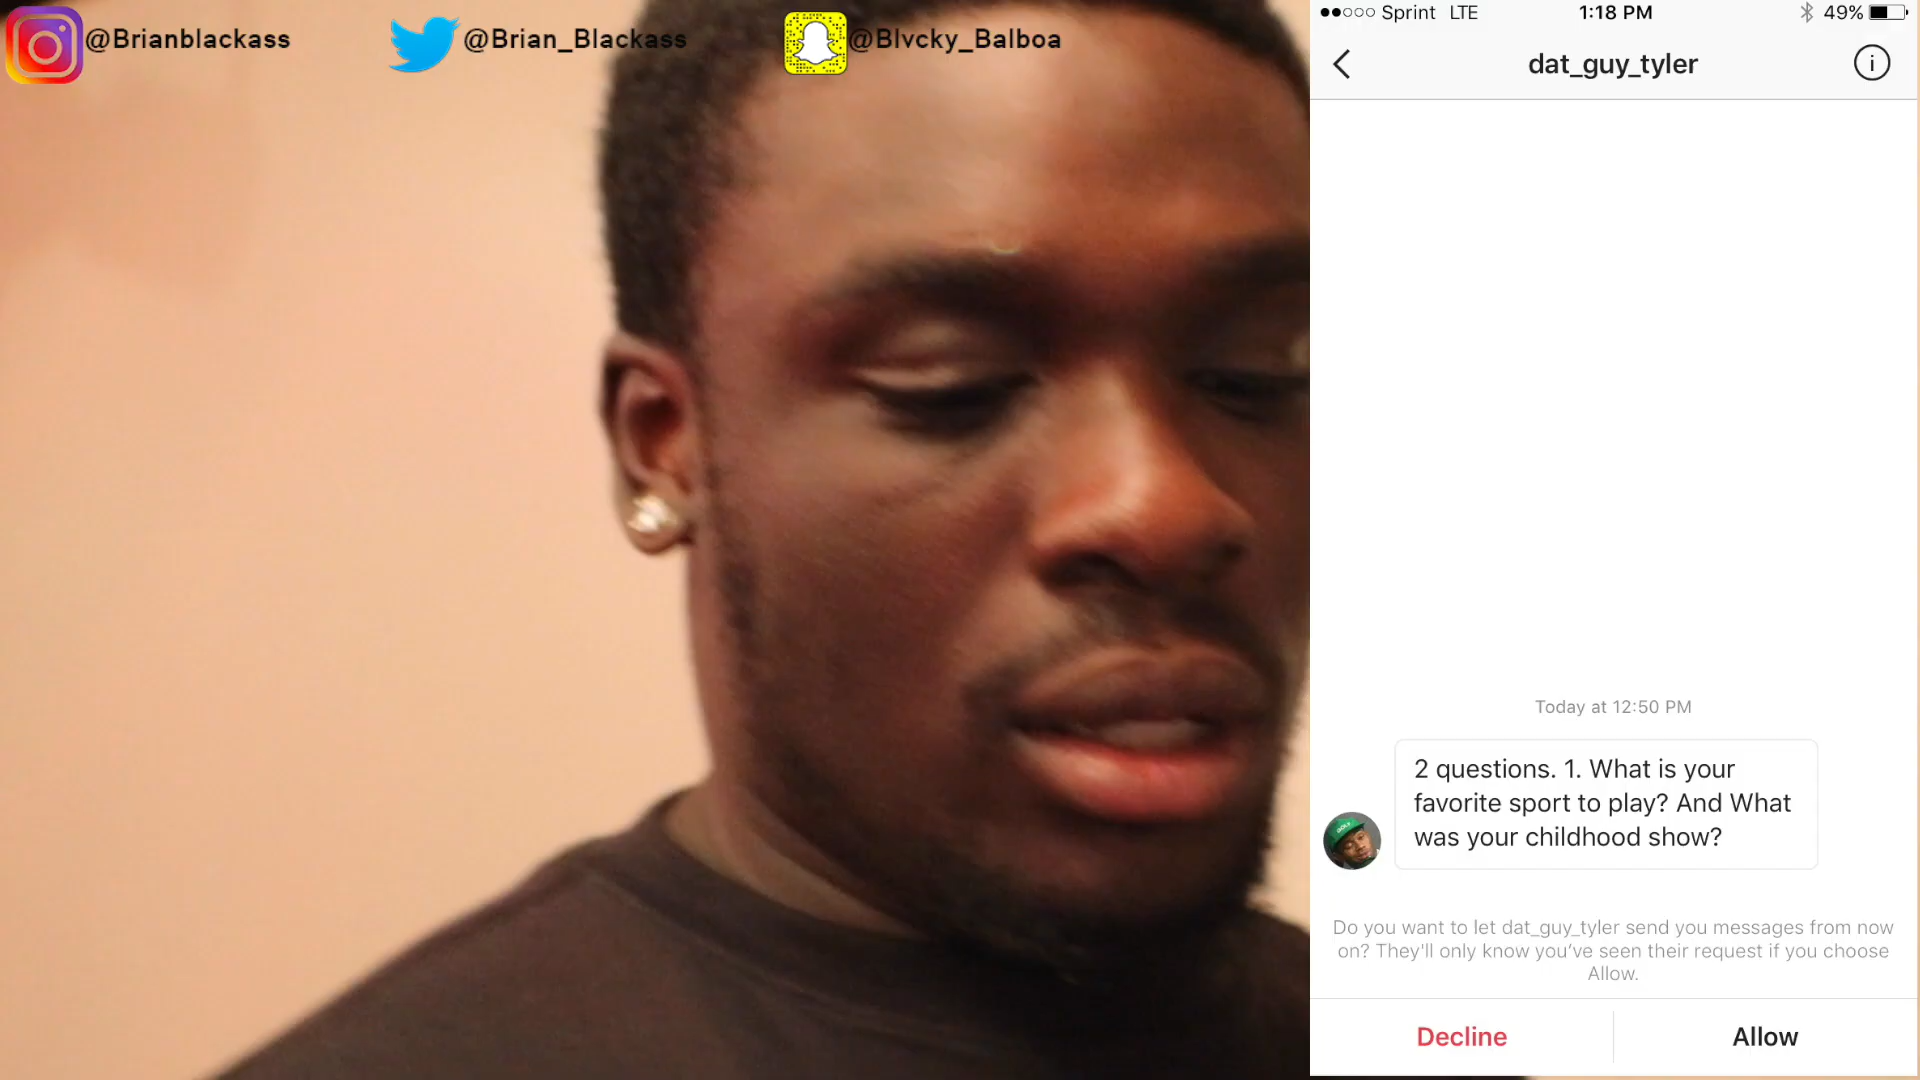 @Brianblackass
@Brian_Blackass
@Blvcky_Balboa
Sprint LTE 1:18 PM 49%
dat_guy_tyler
Today at 12:50 PM
2 questions. 1. What is your
favorite sport to play? And What
was your childhood show?
Do you want to let dat_guy_tyler send you messages from now
on? They'll only know you've seen their request if you choose
Allow.
Decline Allow